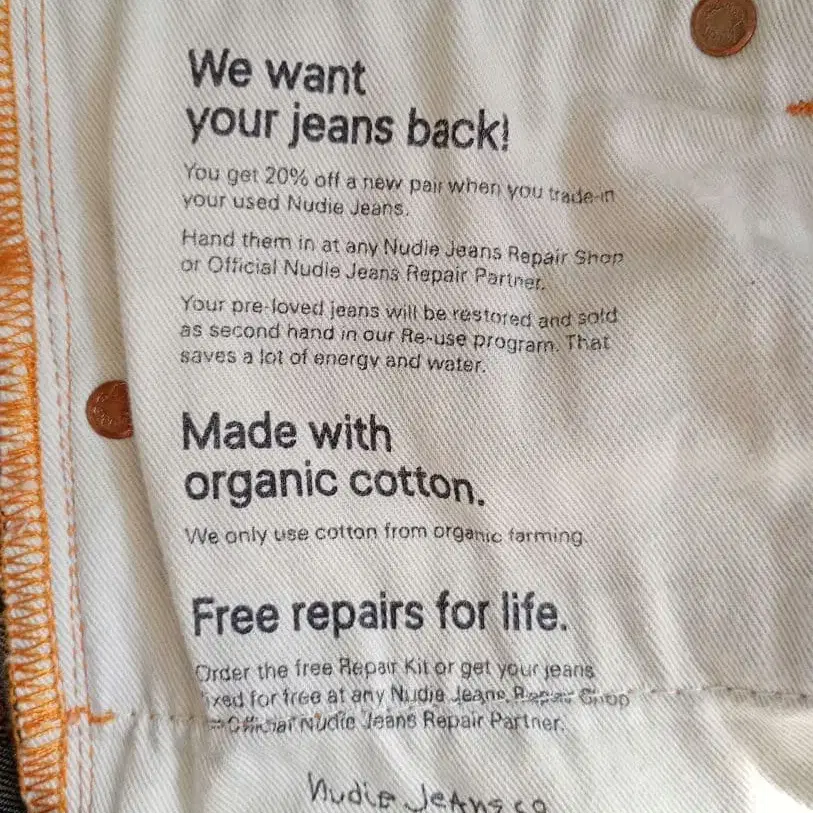 We want
your jeans back!
You get 20% off a new pair when you trade-in
your used Nudie Jeans.
Hand them in at any Nudie Jeans Repair Shop
or Official Nudie Jeans Repair Partner.
Your pre-loved jeans will be restored and sold
as second hand in our Re-use program. That
saves a lot of energy and water.
Made with
organic cotton.
We only use cotton from organic farming.
Free repairs for life.
Order the free Repair Kit or get your jeans
fixed for free at any Nudie Jeans Repair Shop
Official Nudie Jeans Repair Partner.
Nudie Jeans co